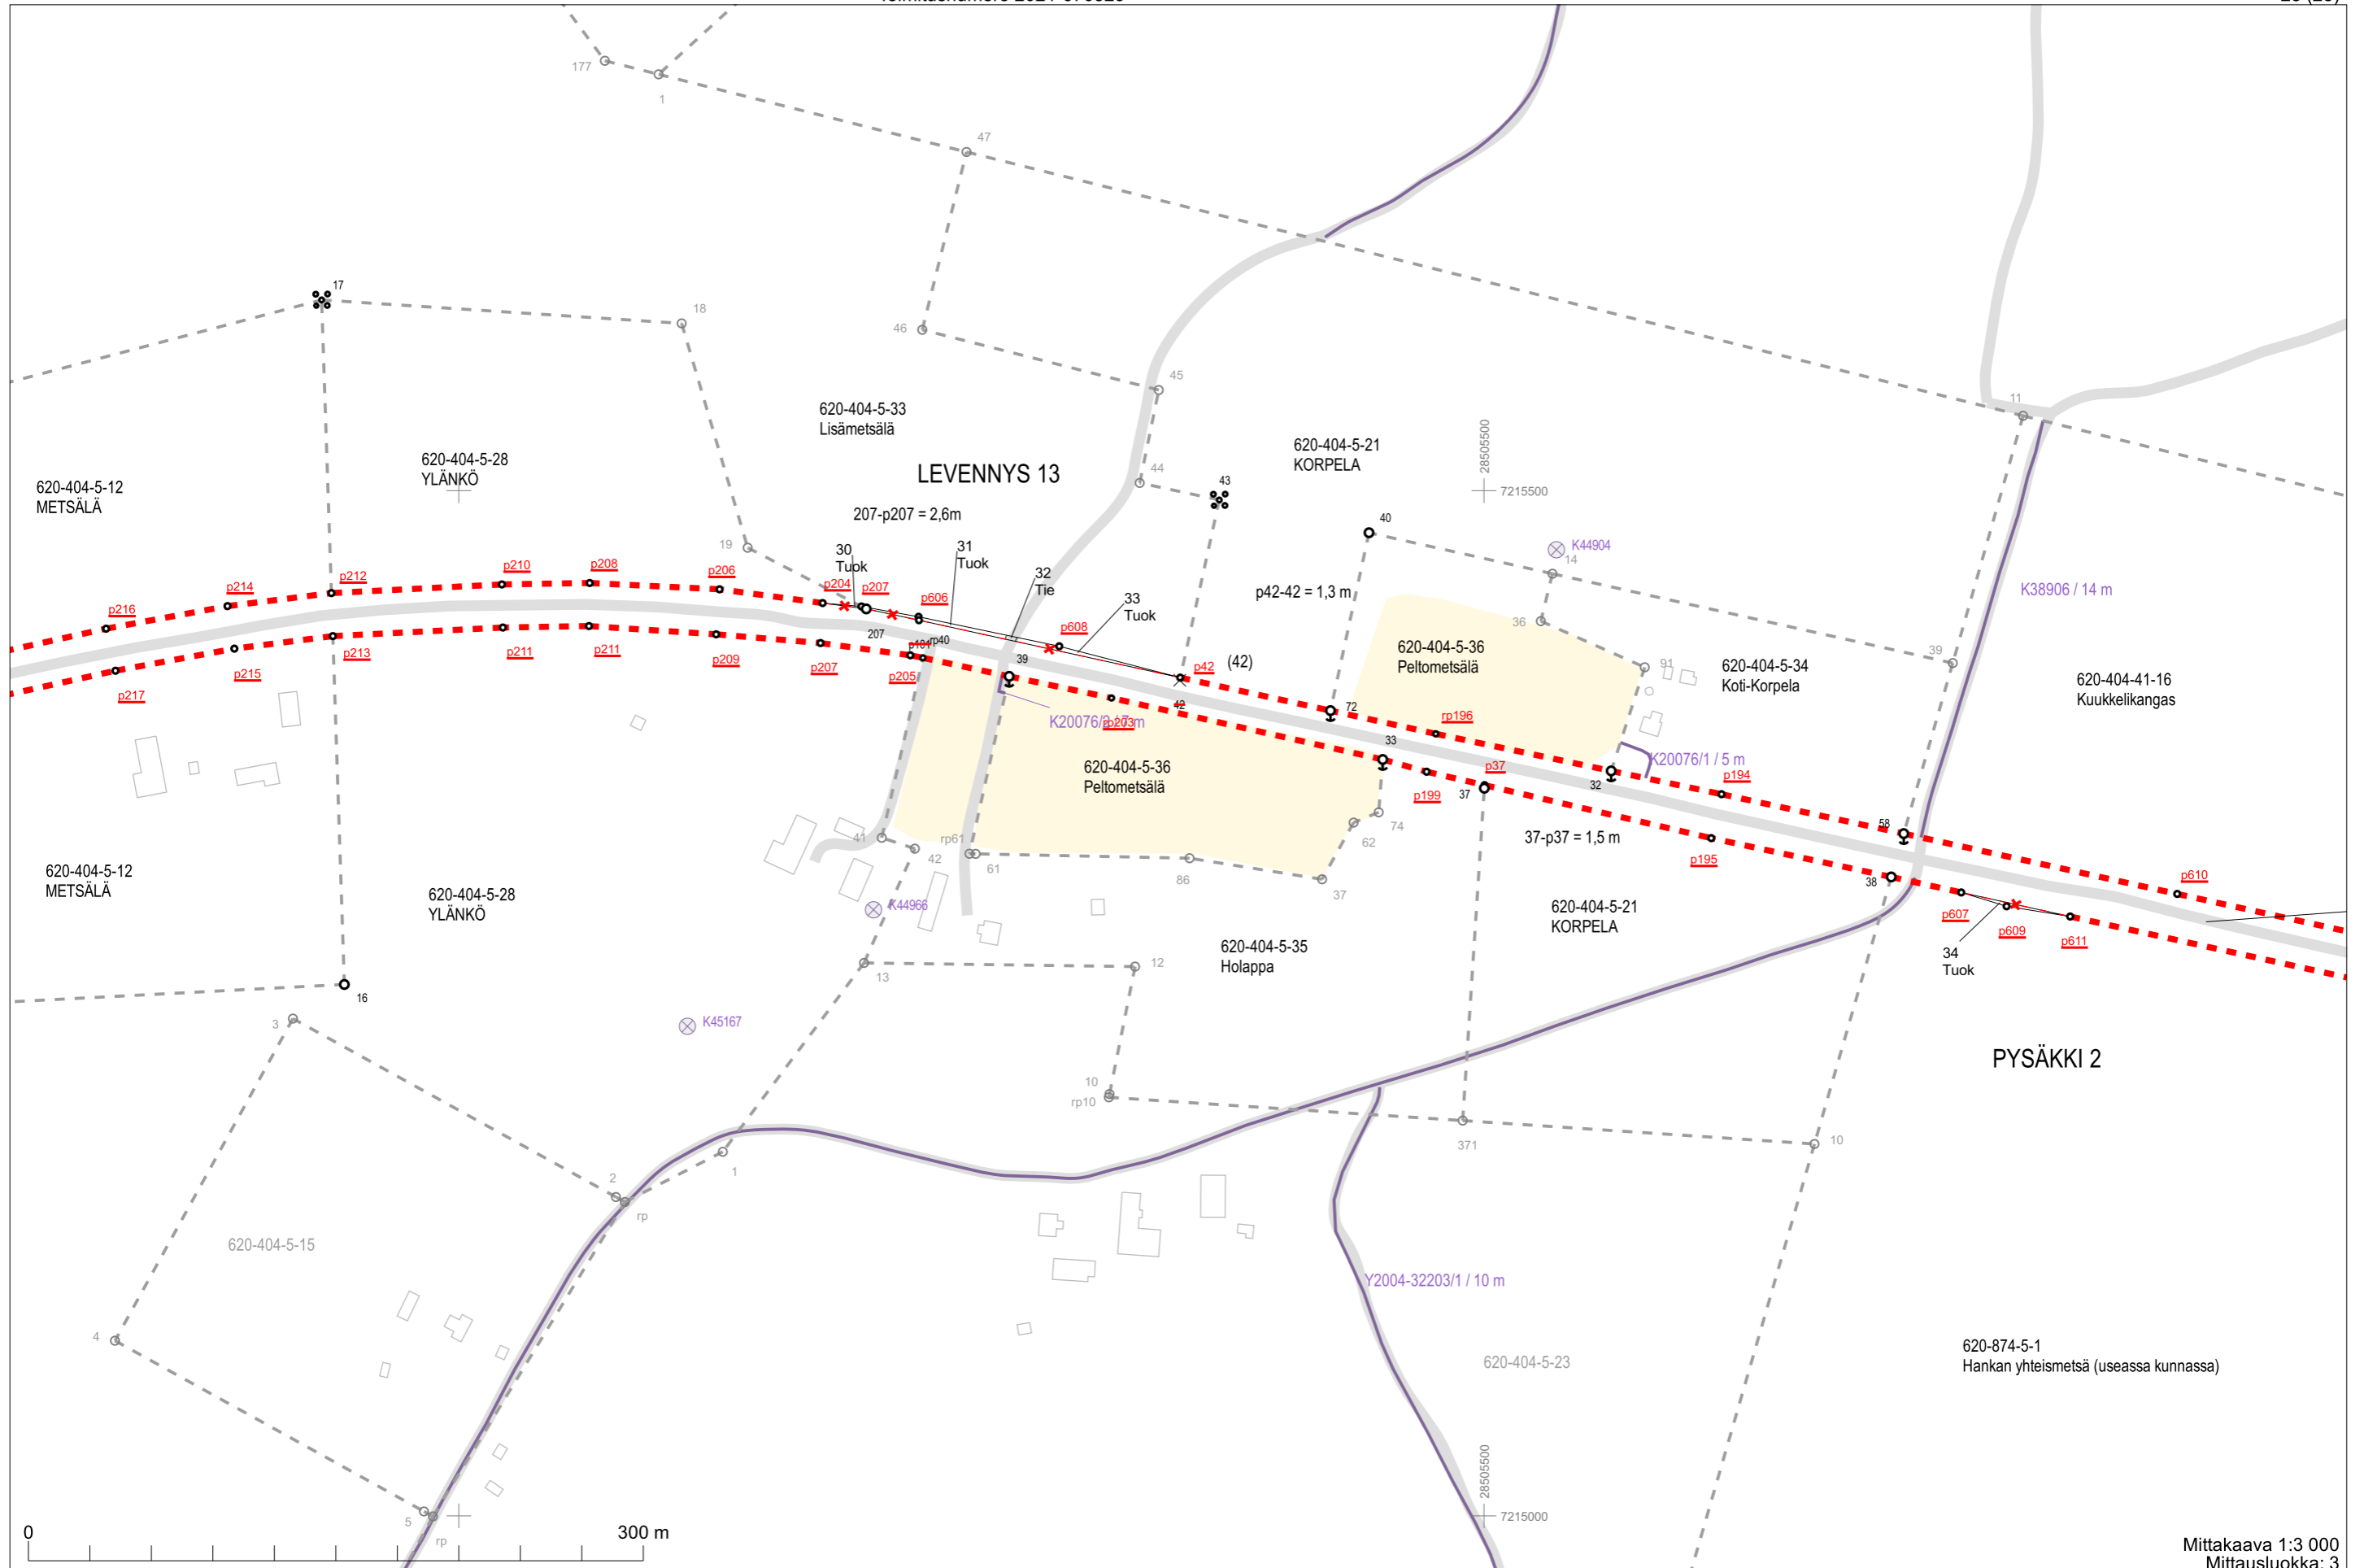 177
1
47
17
18
46
45
11
620-404-5-33
Lisämetsälä
620-404-5-21
KORPELA
28505500
7215500
620-404-5-28
YLÄNKÖ
LEVENNYS 13
44
43
620-404-5-12
METSÄLÄ
207-p207 = 2,6m
40
19
30
Tuok
31
Tuok
K44904
14
32
Tie
p42-42 = 1,3 m
K38906 / 14 m
33
Tuok
p216
p214
p212
p210
p208
p206
p204
p207
p606
p608
36
207
rp40
39
p42
(42)
620-404-5-36
Peltometsälä
91
620-404-5-34
Koti-Korpela
39
620-404-41-16
Kuukkelikangas
p217
p215
p213
p211
p211
p209
p207
p205
42
72
rp196
K20076/1 / 5 m
620-404-5-36
Peltometsälä
33
p199
p37
37
32
p194
58
37-p37 = 1,5 m
p195
38
p610
41
42
rp61
61
86
62
74
37
620-404-5-12
METSÄLÄ
620-404-5-28
YLÄNKÖ
K44966
620-404-5-35
Holappa
620-404-5-21
KORPELA
p607
p609
p611
34
Tuok
16
13
12
3
K45167
PYSÄKKI 2
10
rp10
371
10
1
2
rp
620-404-5-15
Y2004-32203/1 / 10 m
4
620-404-5-23
620-874-5-1
Hankan yhteismetsä (useassa kunnassa)
28505500
7215000
5
rp
0
300 m
Mittakaava 1:3 000
Mittausluokka: 3